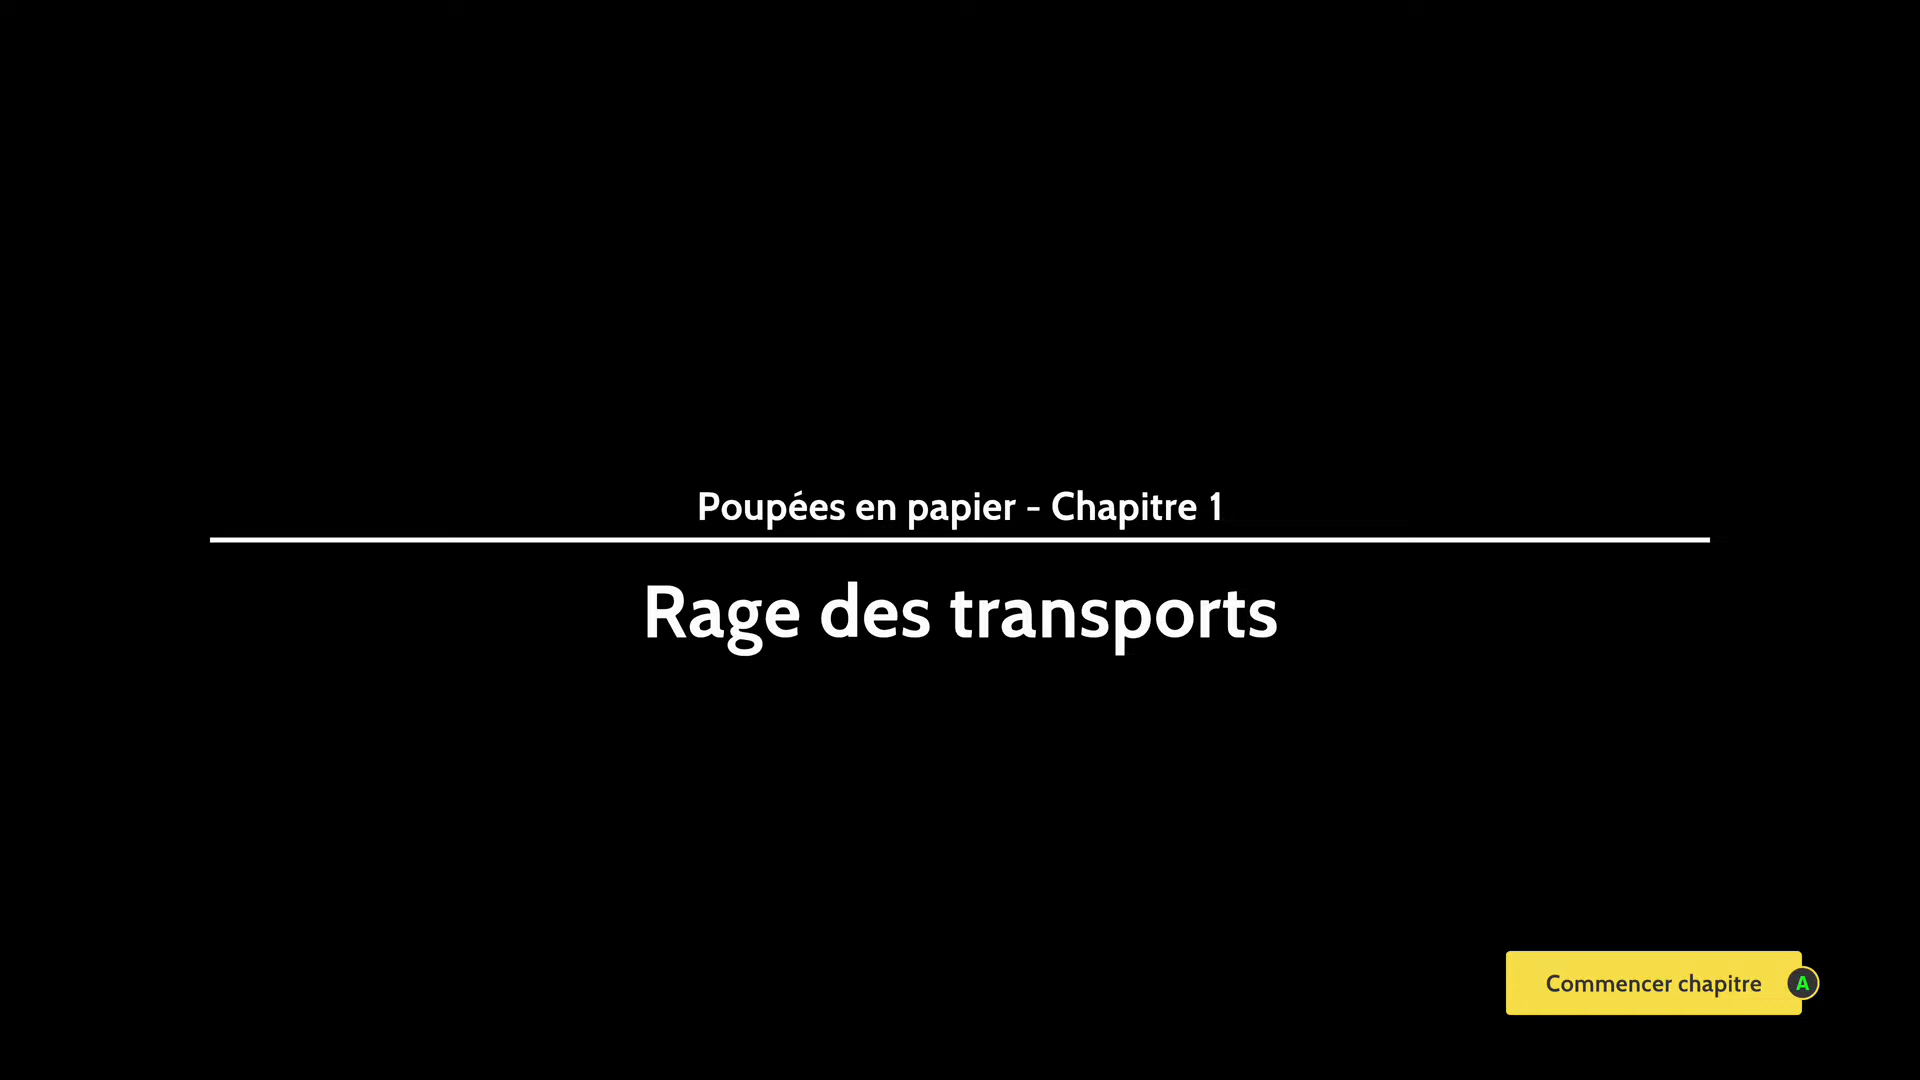 Poupées en papier - Chapitre 1
Rage des transports
Commencer chapitre A